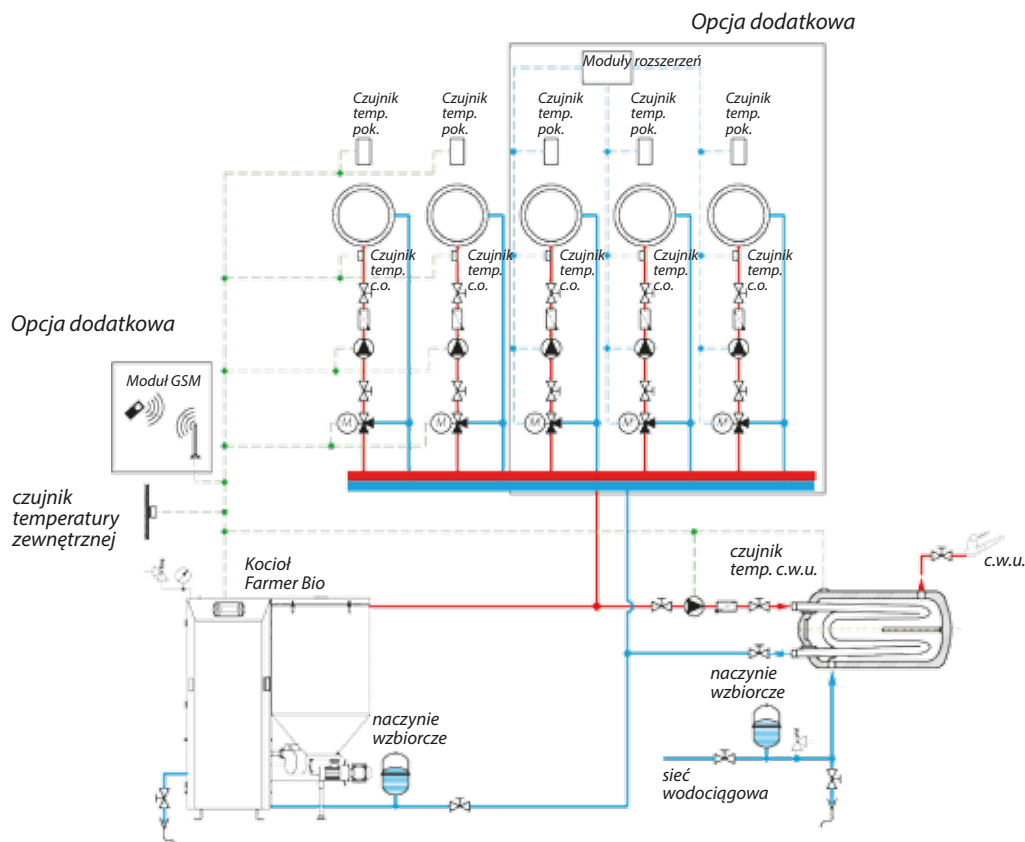 Opcja dodatkowa
Moduły rozszerzeń
Czujnik
temp.
pok.
Czujnik
temp.
pok.
Czujnik
temp.
pok.
Czujnik
temp.
pok.
Czujnik
temp.
pok.
Czujnik
temp.
c.o.
Czujnik
temp.
c.o.
Czujnik
temp.
c.o.
Czujnik
temp.
c.o.
Czujnik
temp.
c.o.
Opcja dodatkowa
Moduł GSM
M
M
M
M
M
czujnik
temperatury
zewnętrznej
Kocioł
Farmer Bio
czujnik
temp. c.w.u.
c.w.u.
naczynie
wzbiorcze
naczynie
wzbiorcze
sieć
wodociągowa